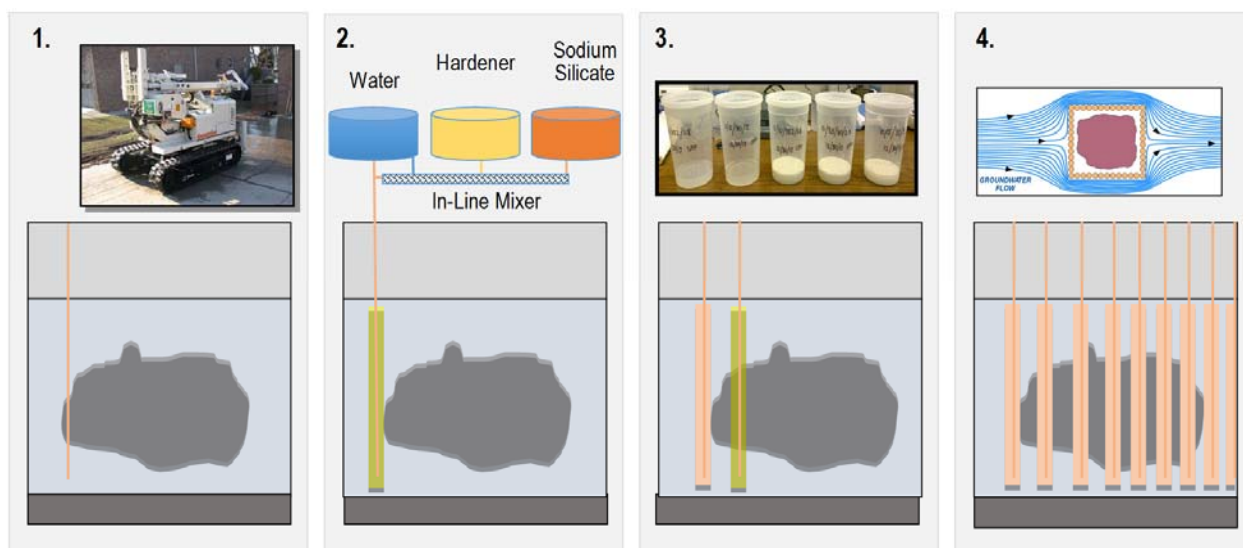 1.
2.
Water
Hardener
Sodium
Silicate
In-Line Mixer
3.
4.
GROUNDWATER
FLOW